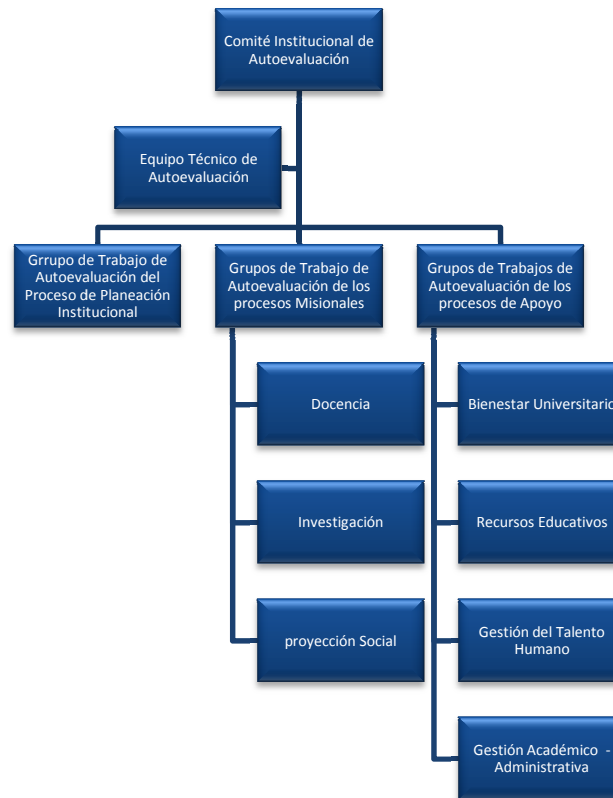 Comité Institucional de
Autoevaluación
Equipo Técnico de
Autoevaluación
Grrupo de Trabajo de
Autoevaluación del
Proceso de Planeación
Institucional
Grupos de Trabajo de
Autoevaluación de los
procesos Misionales
Grupos de Trabajos de
Autoevaluación de los
procesos de Apoyo
Docencia
Investigación
proyección Social
Bienestar Universitario
Recursos Educativos
Gestión del Talento
Humano
Gestión Académico -
Administrativa